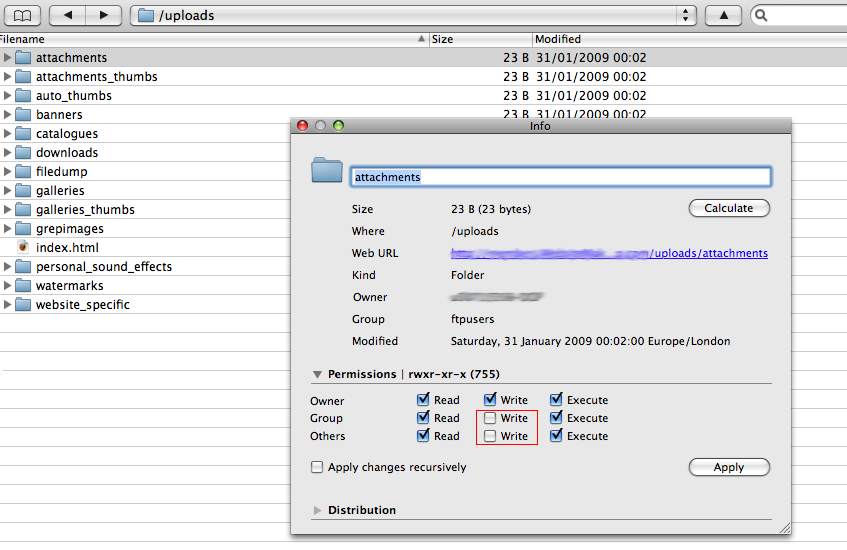 /uploads
Filename Size Modified
attachments 23 B 31/01/2009 00:02
attachments_thumbs 23 B 31/01/2009 00:02
auto_thumbs 23 B 31/01/2009 00:02
banners 23 B 31/01/2009 00:02
catalogues
downloads
filedump
galleries
galleries_thumbs
grepimages
index.html
personal_sound_effects
watermarks
website_specific
Info
attachments
Size 23 B (23 bytes) Calculate
Where /uploads
Web URL /uploads/attachments
Kind Folder
Owner
Group ftpusers
Modified Saturday, 31 January 2009 00:02:00 Europe/London
Permissions | rwxr-xr-x (755)
Owner Read Write Execute
Group Read Write Execute
Others Read Write Execute
Apply changes recursively Apply
Distribution